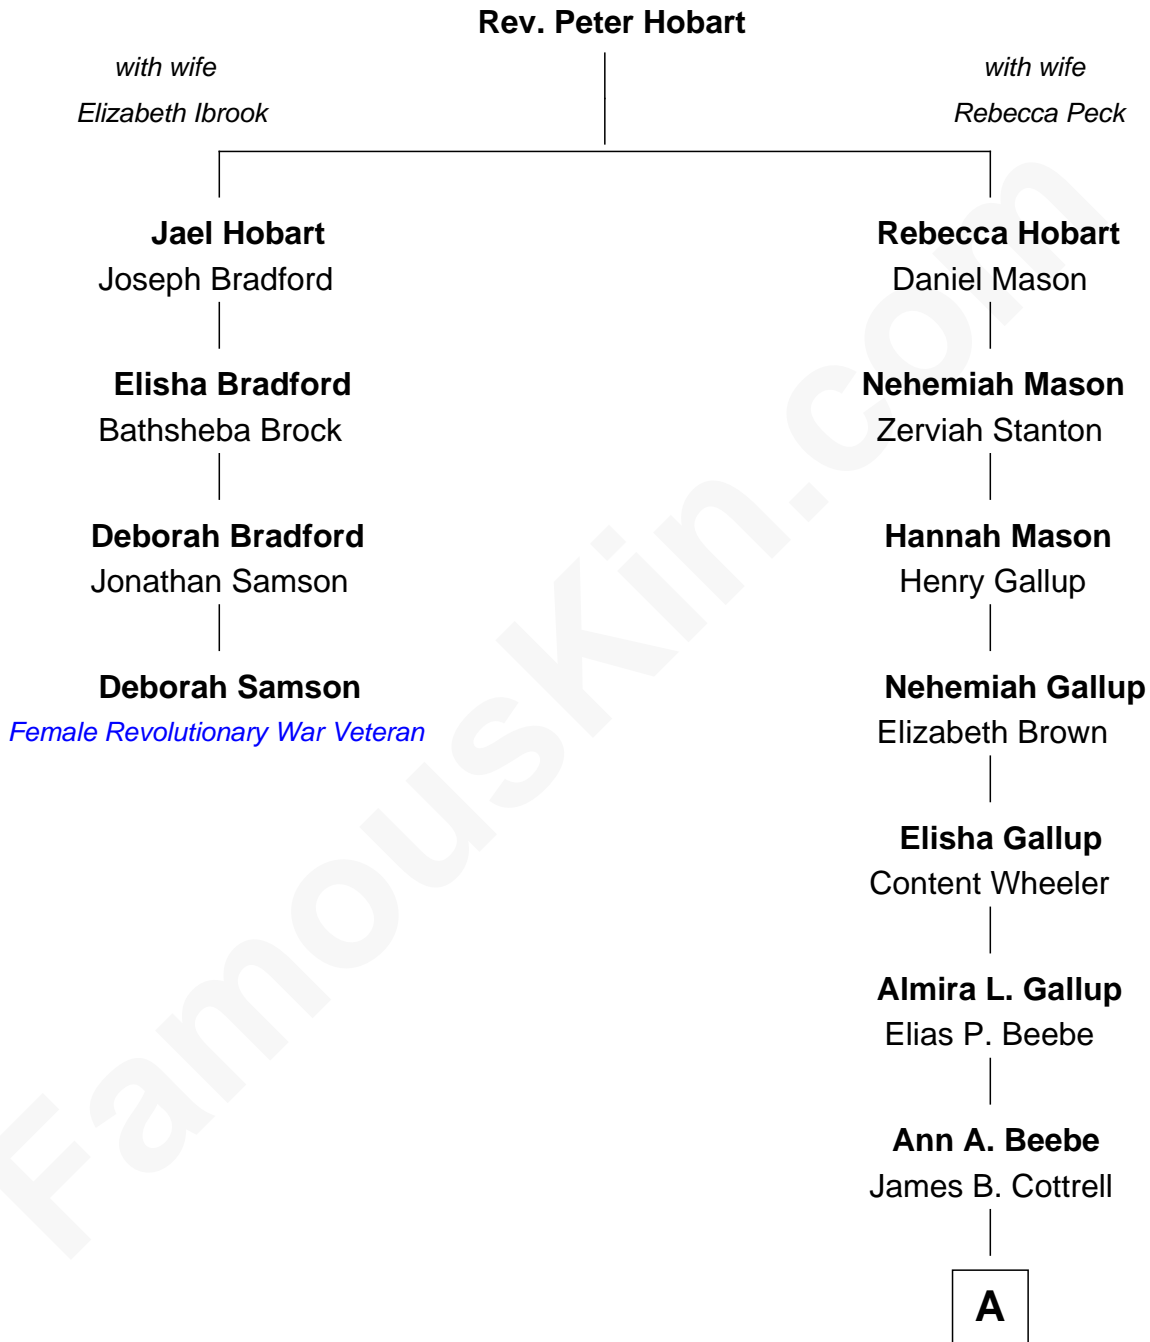 Rev. Peter Hobart
with wife
Elizabeth Ibrook
with wife
Rebecca Peck
Jael Hobart
Joseph Bradford
Elisha Bradford
Bathsheba Brock
Deborah Bradford
Jonathan Samson
Deborah Samson
Female Revolutionary War Veteran
Rebecca Hobart
Daniel Mason
Nehemiah Mason
Zerviah Stanton
Hannah Mason
Henry Gallup
Nehemiah Gallup
Elizabeth Brown
Elisha Gallup
Content Wheeler
Almira L. Gallup
Elias P. Beebe
Ann A. Beebe
James B. Cottrell
A
FamousKin.com